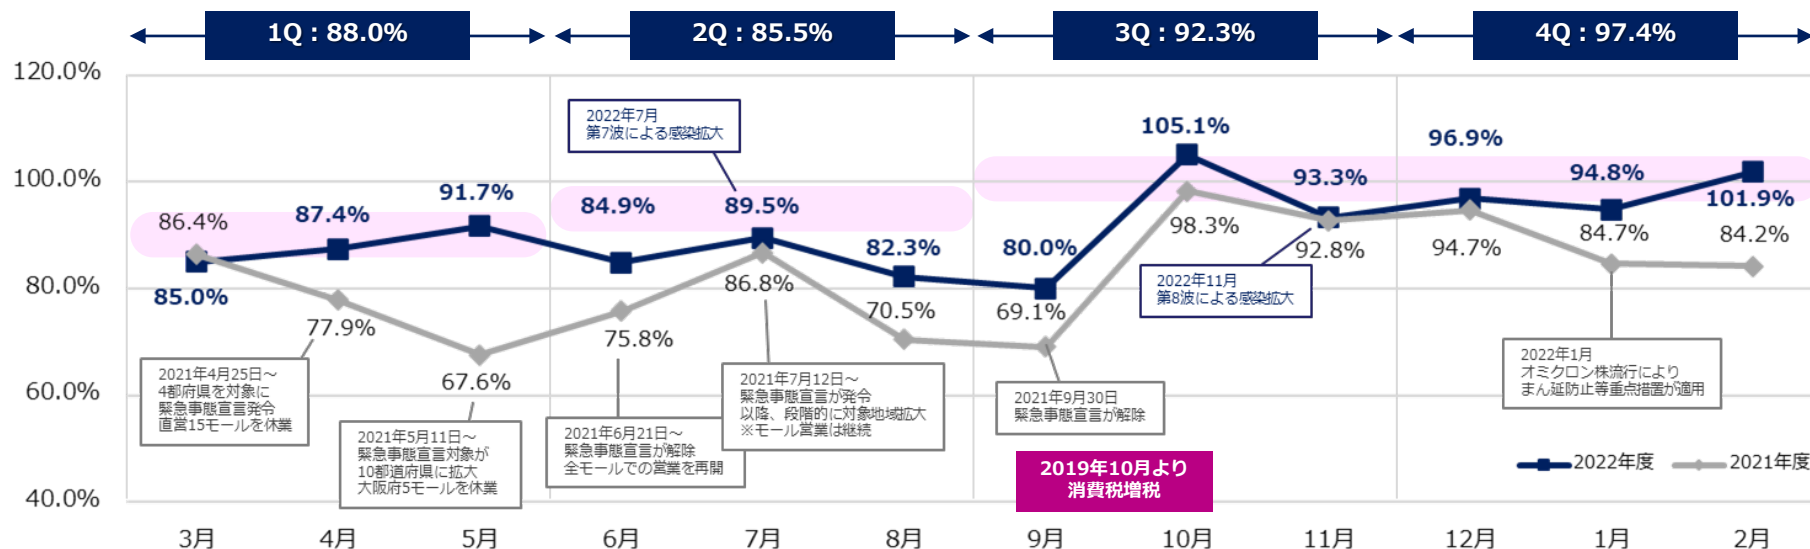 1Q：88.0%
2Q：85.5%
3Q：92.3%
4Q：97.4%
120.0%
100.0%
80.0%
60.0%
40.0%
2022年7月
第7波による感染拡大
86.4%
87.4%
91.7%
84.9%
89.5%
82.3%
80.0%
105.1%
93.3%
96.9%
94.8%
101.9%
85.0%
77.9%
67.6%
75.8%
86.8%
70.5%
69.1%
98.3%
92.8%
94.7%
84.7%
84.2%
2022年11月
第8波による感染拡大
2021年4月25日～
4都府県を対象に
緊急事態宣言発令
直営15モールを休業
2021年5月11日～
緊急事態宣言対象が
10都道府県に拡大
大阪府5モールを休業
2021年6月21日～
緊急事態宣言が解除
全モールでの営業を再開
2021年7月12日～
緊急事態宣言が発令
以降、段階的に対象地域拡大
※モール営業は継続
2021年9月30日
緊急事態宣言が解除
2022年1月
オミクロン株流行により
まん延防止等重点措置が適用
2019年10月より
消費税増税
2022年度
2021年度
3月
4月
5月
6月
7月
8月
9月
10月
11月
12月
1月
2月